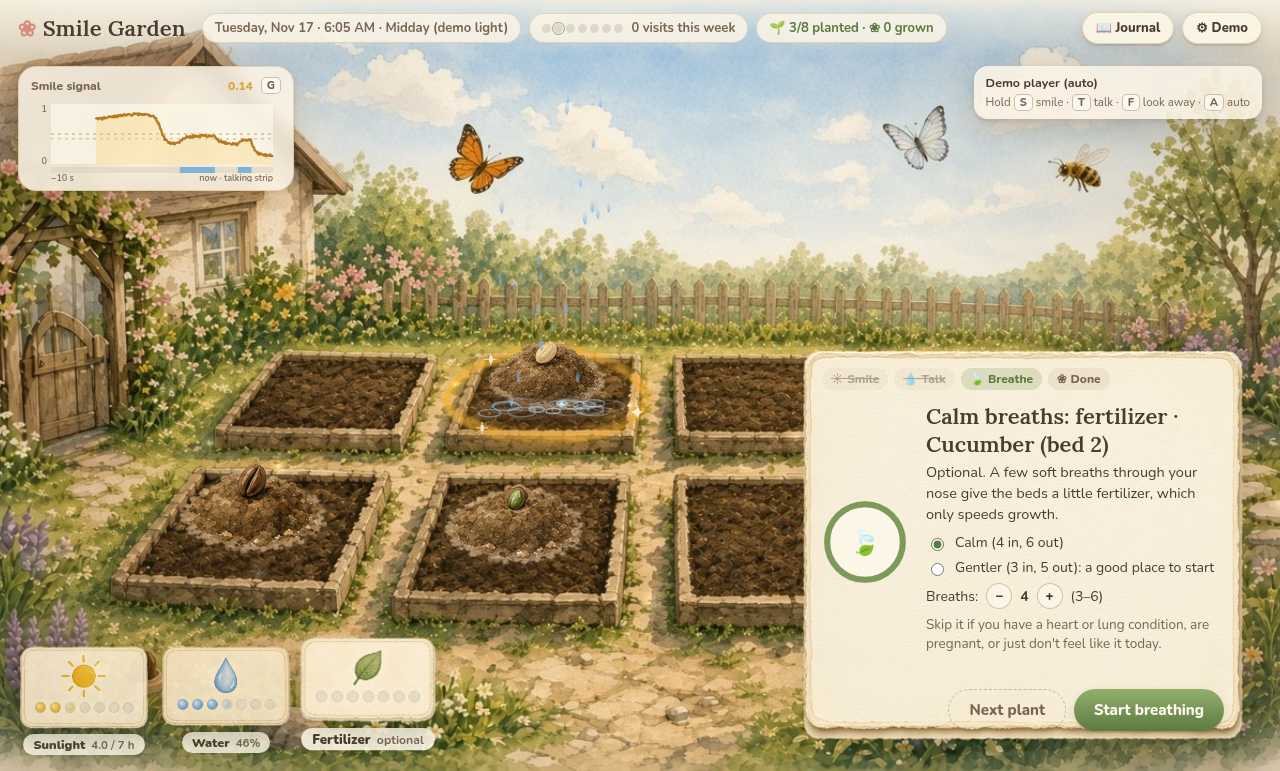 ❀ Smile Garden
Tuesday, Nov 17 · 6:05 AM · Midday (demo light)
0 visits this week
🌱 3/8 planted · ❀ 0 grown
📖 Journal
⚙ Demo
Smile signal 0.14 G
1
0
−10 s now · talking strip
Demo player (auto)
Hold S smile · T talk · F look away · A auto
☀ Smile 💧 Talk 🍃 Breathe ❀ Done
Calm breaths: fertilizer ·
Cucumber (bed 2)
Optional. A few soft breaths through your
nose give the beds a little fertilizer, which
only speeds growth.
Calm (4 in, 6 out)
Gentler (3 in, 5 out): a good place to start
Breaths: − 4 + (3–6)
Skip it if you have a heart or lung condition, are
pregnant, or just don't feel like it today.
Next plant Start breathing
Sunlight 4.0 / 7 h
Water 46%
Fertilizer optional